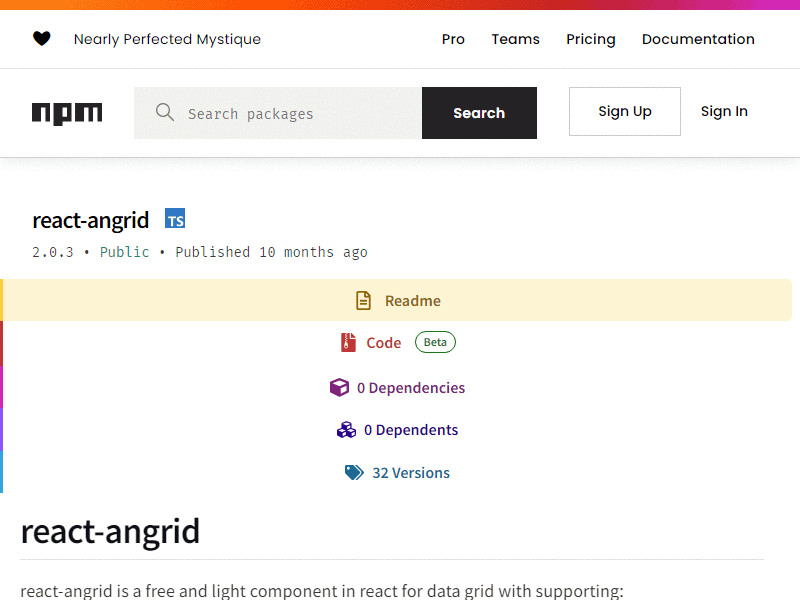 Nearly Perfected Mystique
Pro Teams Pricing Documentation
npm
Search packages
Search
Sign Up
Sign In
react-angrid TS
2.0.3 • Public • Published 10 months ago
Readme
Code Beta
0 Dependencies
0 Dependents
32 Versions
react-angrid
react-angrid is a free and light component in react for data grid with supporting: